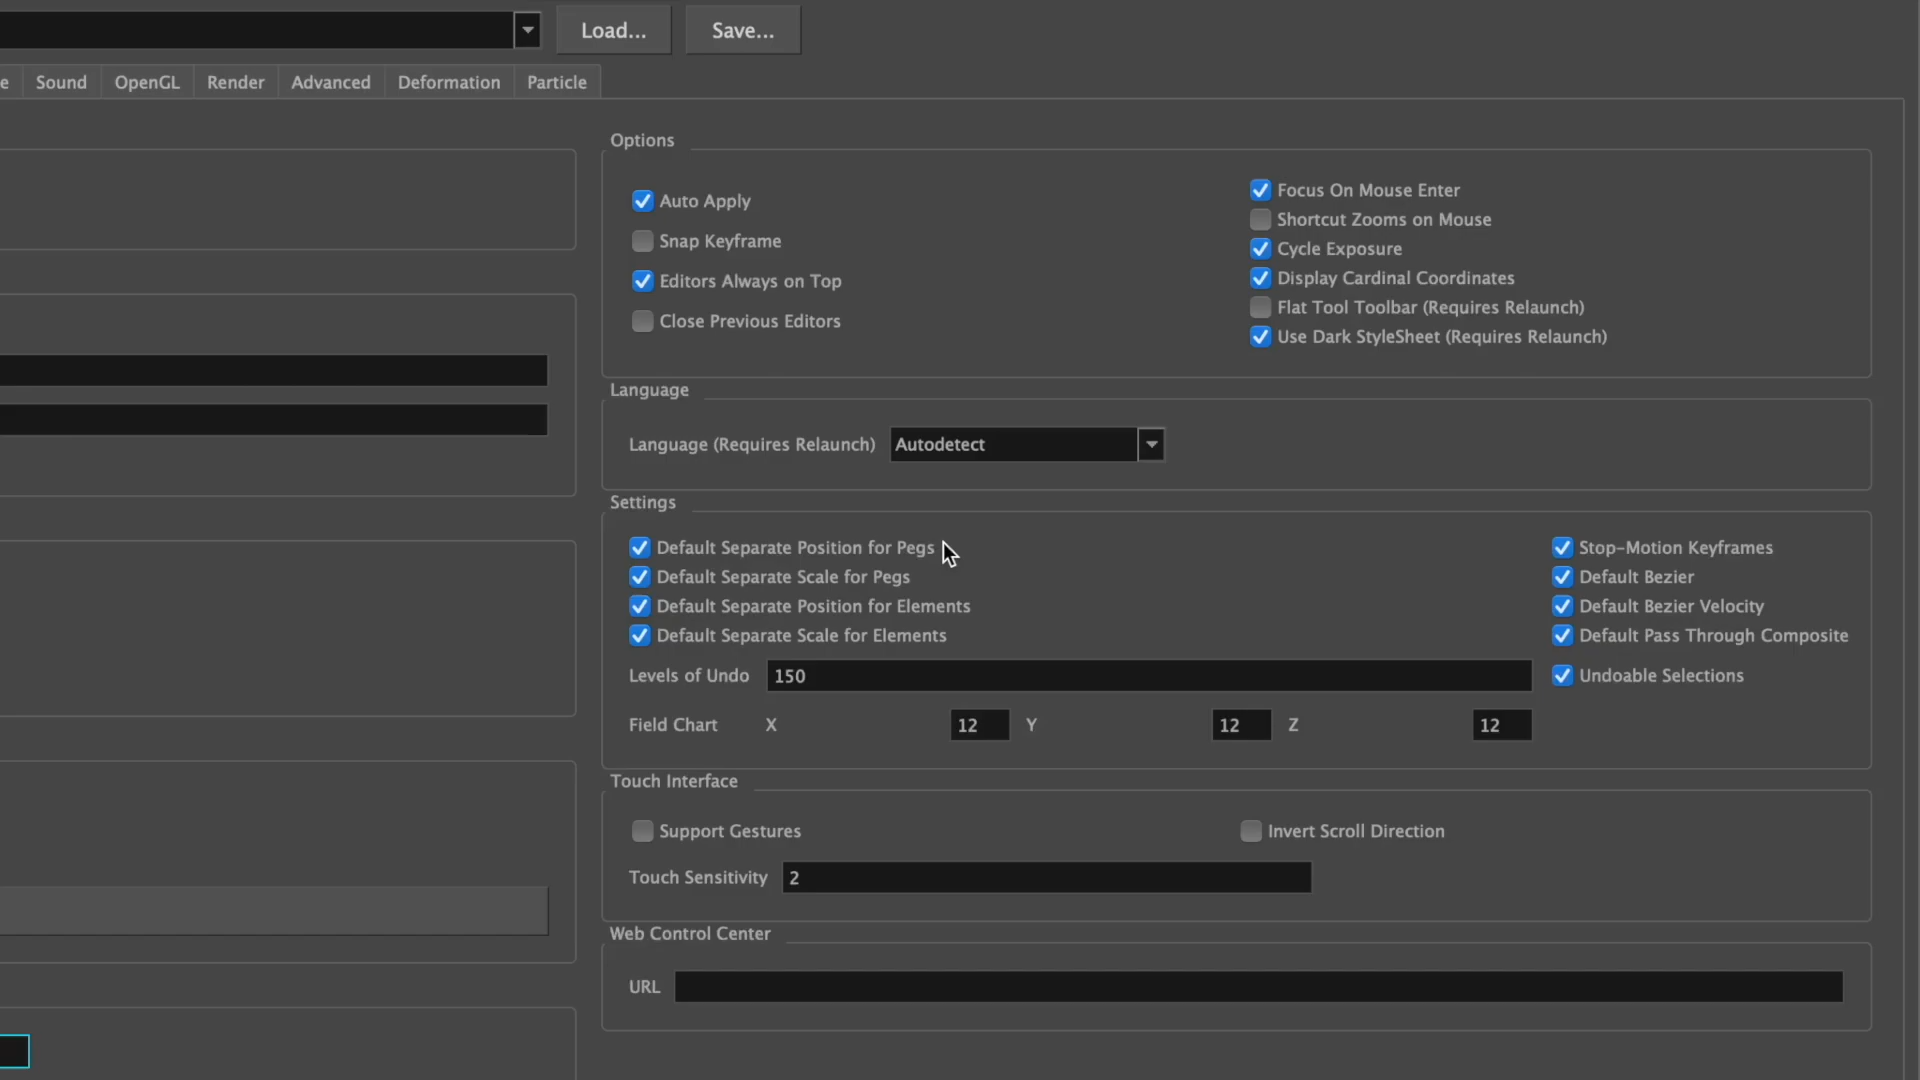 Load... Save...
e Sound OpenGL Render Advanced Deformation Particle
Options
Auto Apply
Snap Keyframe
Editors Always on Top
Close Previous Editors
Focus On Mouse Enter
Shortcut Zooms on Mouse
Cycle Exposure
Display Cardinal Coordinates
Flat Tool Toolbar (Requires Relaunch)
Use Dark StyleSheet (Requires Relaunch)
Language
Language (Requires Relaunch) Autodetect
Settings
Default Separate Position for Pegs
Default Separate Scale for Pegs
Default Separate Position for Elements
Default Separate Scale for Elements
Stop-Motion Keyframes
Default Bezier
Default Bezier Velocity
Default Pass Through Composite
Levels of Undo 150 Undoable Selections
Field Chart X 12 Y 12 Z 12
Touch Interface
Support Gestures Invert Scroll Direction
Touch Sensitivity 2
Web Control Center
URL